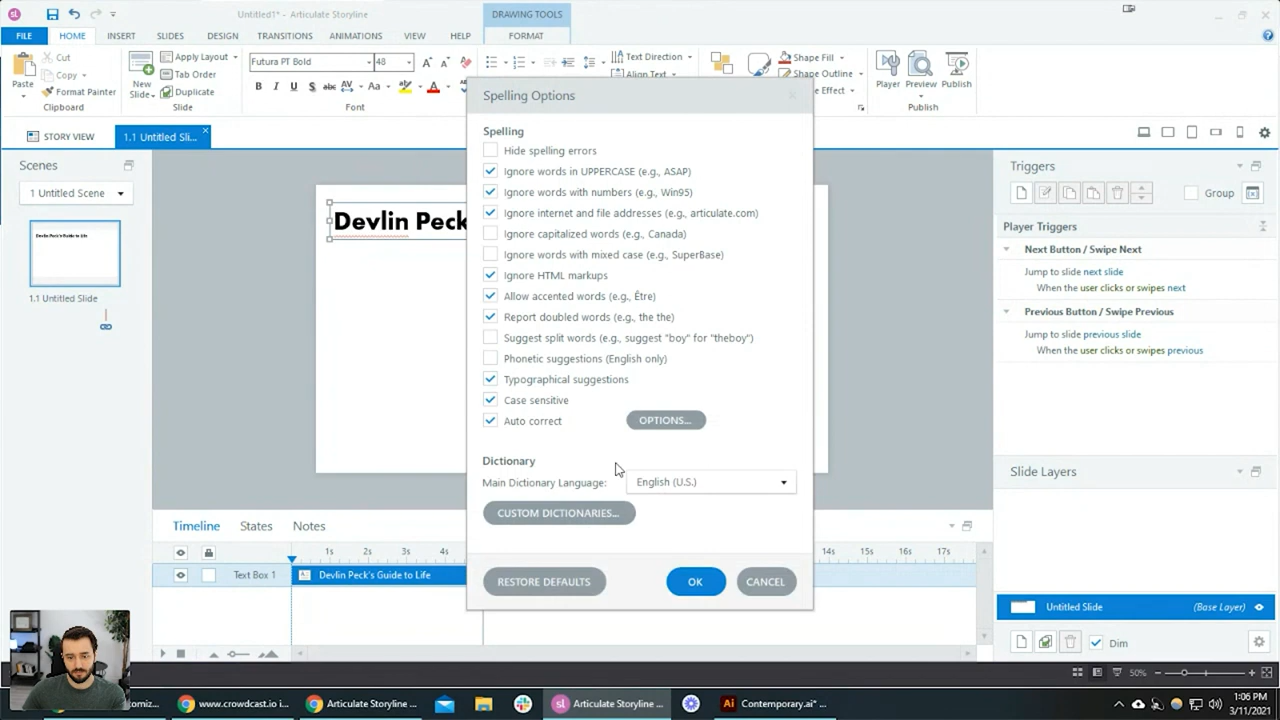 Untitled1* - Articulate Storyline
DRAWING TOOLS
FILE HOME INSERT SLIDES DESIGN TRANSITIONS ANIMATIONS VIEW HELP FORMAT
Cut
Copy
Format Painter
Paste
Clipboard
New Slide
Apply Layout
Tab Order
Duplicate
Slide
Futura PT Bold 48
B I U S abc AV Aa A
Font
Text Direction
Align Text
Shape Fill
Shape Outline
Effect
Player Preview Publish
Publish
STORY VIEW
1.1 Untitled Sli...
Scenes
1 Untitled Scene
Devlin Peck's Guide to Life
1.1 Untitled Slide
Devlin Peck
Spelling Options
Spelling
Hide spelling errors
Ignore words in UPPERCASE (e.g., ASAP)
Ignore words with numbers (e.g., Win95)
Ignore internet and file addresses (e.g., articulate.com)
Ignore capitalized words (e.g., Canada)
Ignore words with mixed case (e.g., SuperBase)
Ignore HTML markups
Allow accented words (e.g., Être)
Report doubled words (e.g., the the)
Suggest split words (e.g., suggest "boy" for "theboy")
Phonetic suggestions (English only)
Typographical suggestions
Case sensitive
Auto correct
OPTIONS...
Dictionary
Main Dictionary Language: English (U.S.)
CUSTOM DICTIONARIES...
RESTORE DEFAULTS OK CANCEL
Triggers
Group
Player Triggers
Next Button / Swipe Next
Jump to slide next slide
When the user clicks or swipes next
Previous Button / Swipe Previous
Jump to slide previous slide
When the user clicks or swipes previous
Slide Layers
Untitled Slide (Base Layer)
Dim
Timeline States Notes
1s 2s 3s 4s 14s 15s 16s 17s
Text Box 1 Devlin Peck's Guide to Life
50%
www.crowdcast.io i...
Articulate Storyline ...
Articulate Storyline ...
Contemporary.ai* ...
1:06 PM
3/11/2021